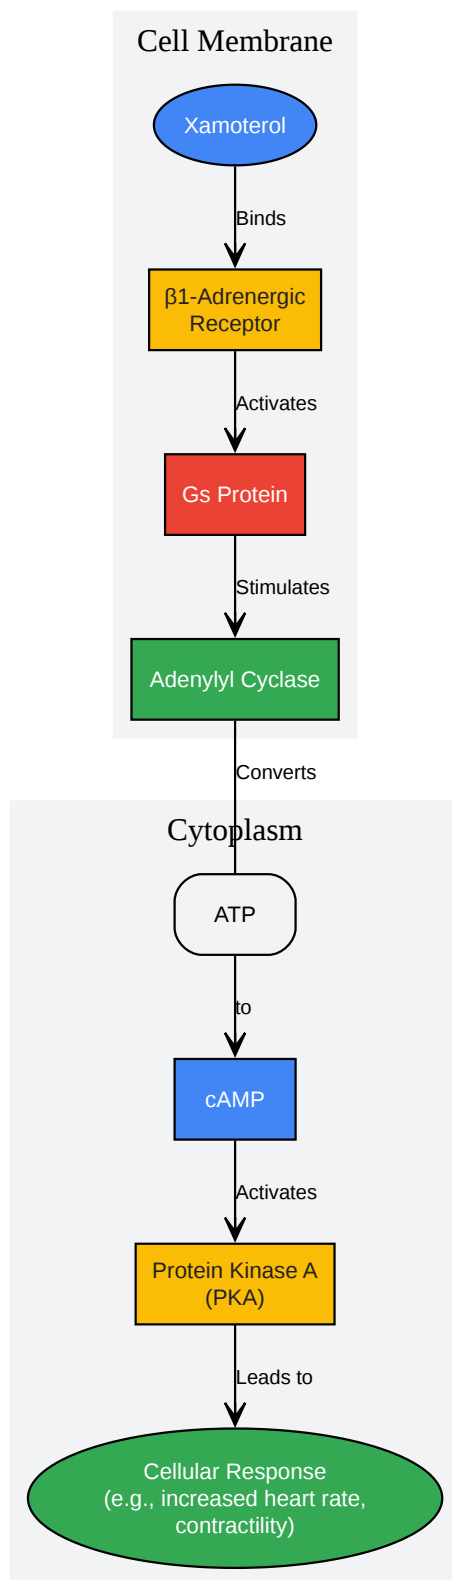 Cell Membrane
Xamoterol
Binds
β1-Adrenergic
Receptor
Activates
Gs Protein
Stimulates
Adenylyl Cyclase
Converts
Cytoplasm
ATP
to
cAMP
Activates
Protein Kinase A
(PKA)
Leads to
Cellular Response
(e.g., increased heart rate,
contractility)